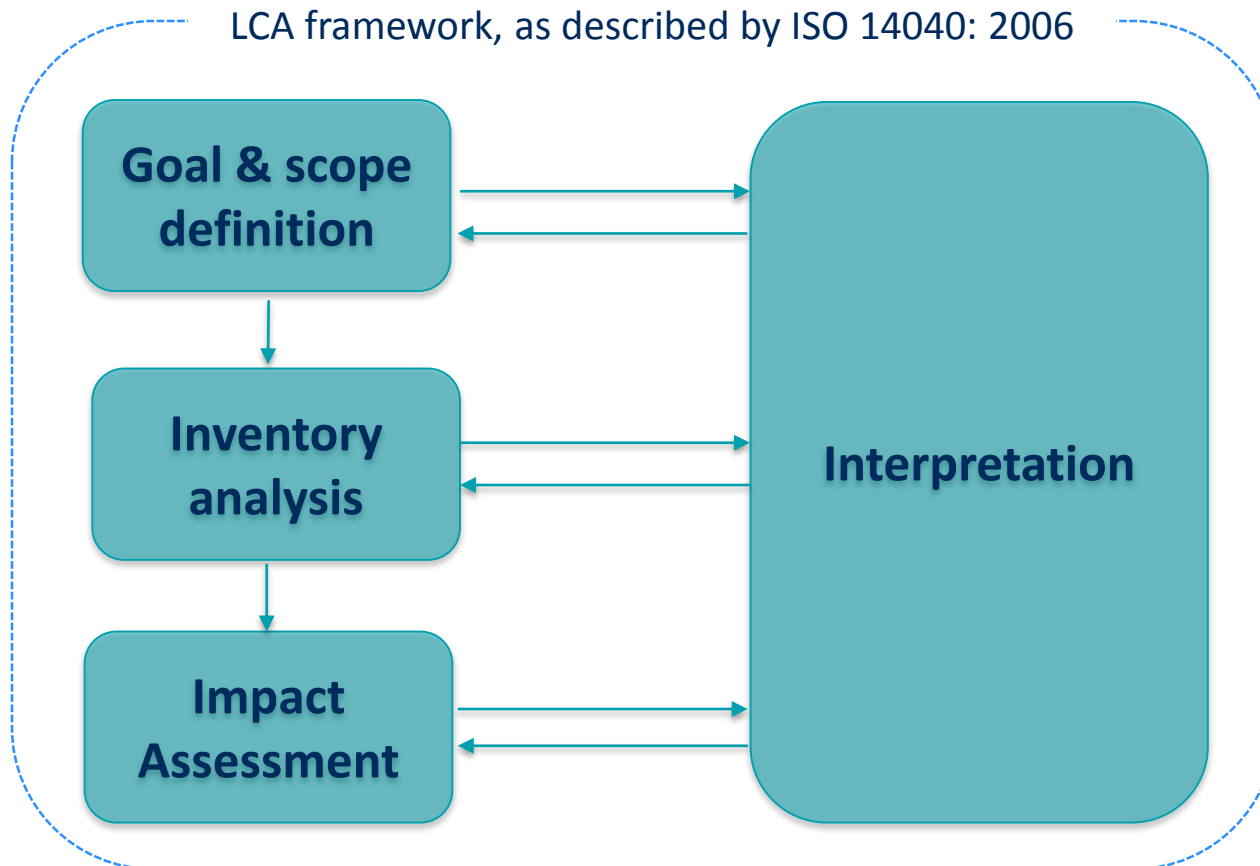 LCA framework, as described by ISO 14040: 2006
Goal & scope
definition
Inventory
analysis
Interpretation
Impact
Assessment